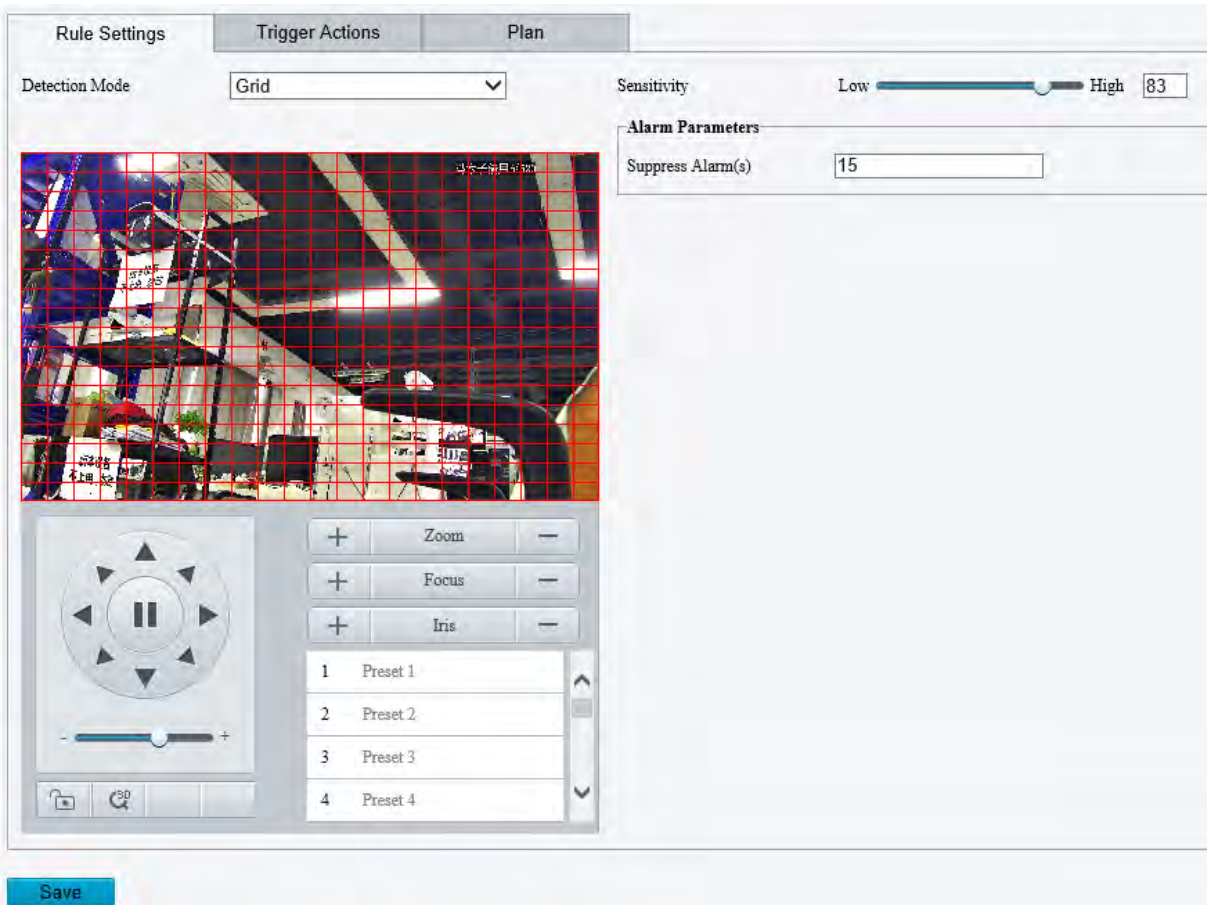 Rule Settings
Trigger Actions
Plan
Detection Mode
Grid
Sensitivity
Low
High
83
Alarm Parameters
Suppress Alarm(s)
15
Zoom
Focus
Iris
1 Preset 1
2 Preset 2
3 Preset 3
4 Preset 4
- +
3D
Save